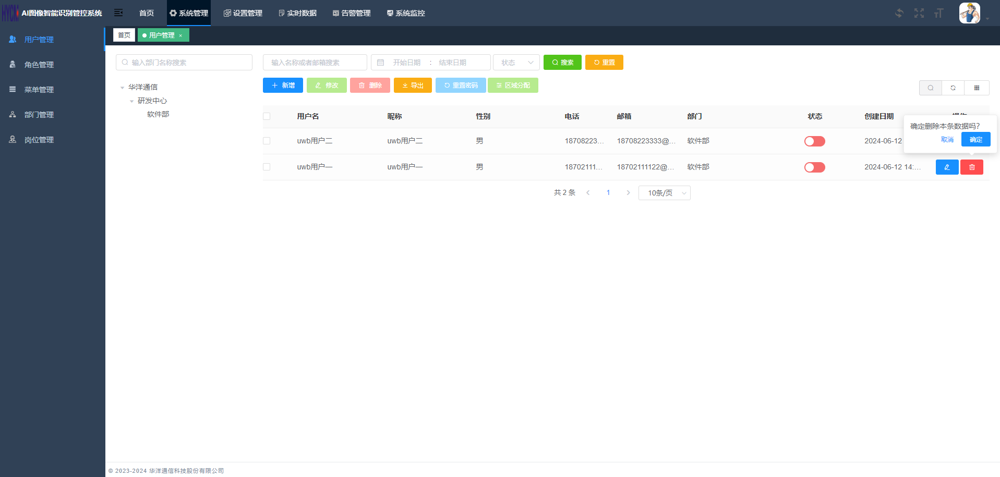 HYCN AI图像智能识别管控系统 首页 系统管理 设置管理 实时数据 告警管理 系统监控
首页 用户管理 ×
用户管理
角色管理
菜单管理
部门管理
岗位管理
输入部门名称搜索
华洋通信
研发中心
软件部
输入名称或者邮箱搜索 开始日期 : 结束日期 状态 搜索 重置
新增 修改 删除 导出 重置密码 区域分配
用户名 昵称 性别 电话 邮箱 部门 状态 创建日期
确定删除本条数据吗？
取消 确定
uwb用户二 uwb用户二 男 18708223... 18708223333@... 软件部 2024-06-12
uwb用户一 uwb用户一 男 18702111... 18702111122@... 软件部 2024-06-12 14:...
共 2 条 1 10条/页
© 2023-2024 华洋通信科技股份有限公司